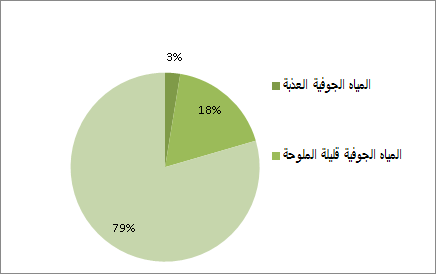 3%
المياه الجوفية العذبة
18%
المياه الجوفية قليلة الملوحة
79%